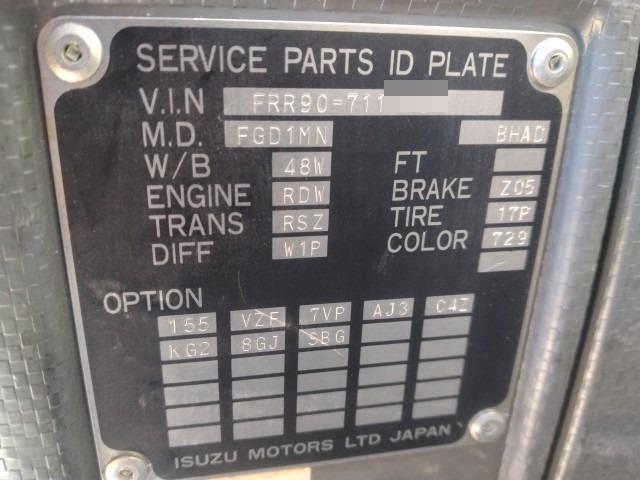 SERVICE PARTS ID PLATE
V.I.N FRR90-711
M.D. FGD1MN BHAD
W/B 48W FT
ENGINE RDW BRAKE Z05
TRANS RSZ TIRE 17P
DIFF W1P COLOR 729
OPTION
155 VZF 7VP AJ3 C4Z
KG2 8GJ SBG
ISUZU MOTORS LTD JAPAN